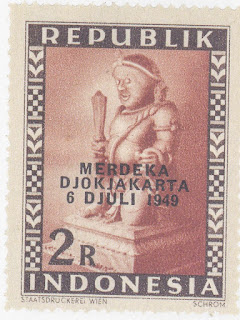 REPUBLIK
MERDEKA
DJOKJAKARTA
6 DJULI 1949
2R
INDONESIA
STAATSDRUCKEREI WIEN SCHROM